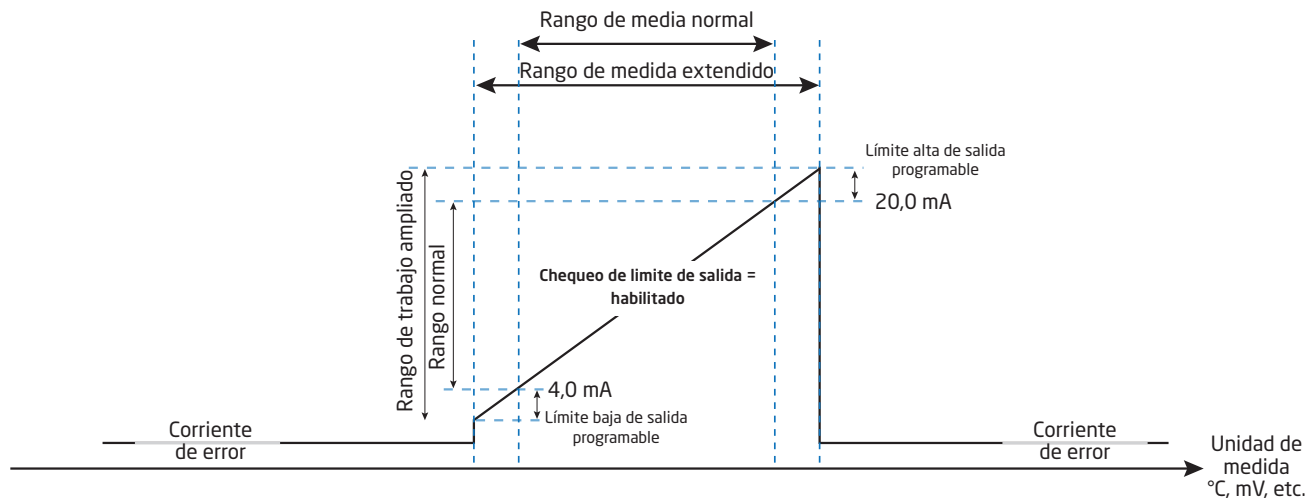 Rango de media normal
Rango de medida extendido
Límite alta de salida
programable
20,0 mA
Rango de trabajo ampliado
Rango normal
Chequeo de limite de salida =
habilitado
4,0 mA
Límite baja de salida
programable
Corriente
de error
Corriente
de error
Unidad de
medida
°C, mV, etc.